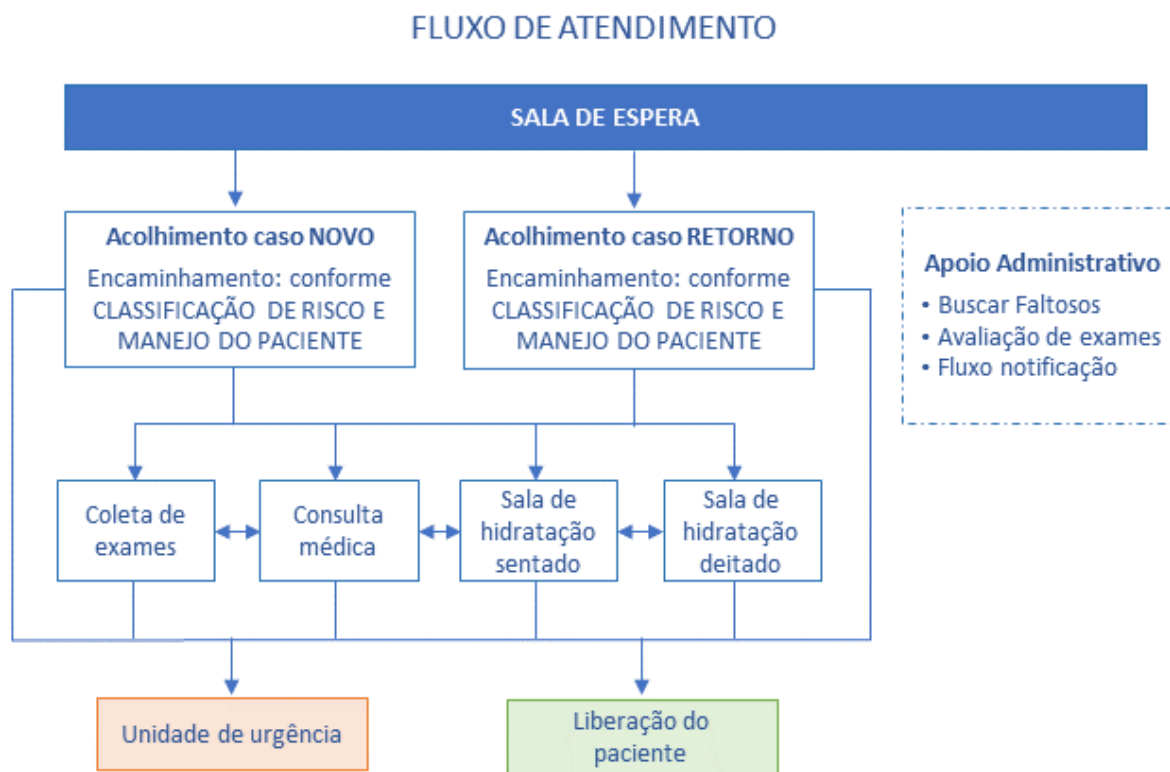 FLUXO DE ATENDIMENTO
SALA DE ESPERA
Acolhimento caso NOVO
Encaminhamento: conforme
CLASSIFICAÇÃO DE RISCO E
MANEJO DO PACIENTE
Acolhimento caso RETORNO
Encaminhamento: conforme
CLASSIFICAÇÃO DE RISCO E
MANEJO DO PACIENTE
Apoio Administrativo
• Buscar Faltosos
• Avaliação de exames
• Fluxo notificação
Coleta de
exames
Consulta
médica
Sala de
hidratação
sentado
Sala de
hidratação
deitado
Unidade de urgência
Liberação do
paciente